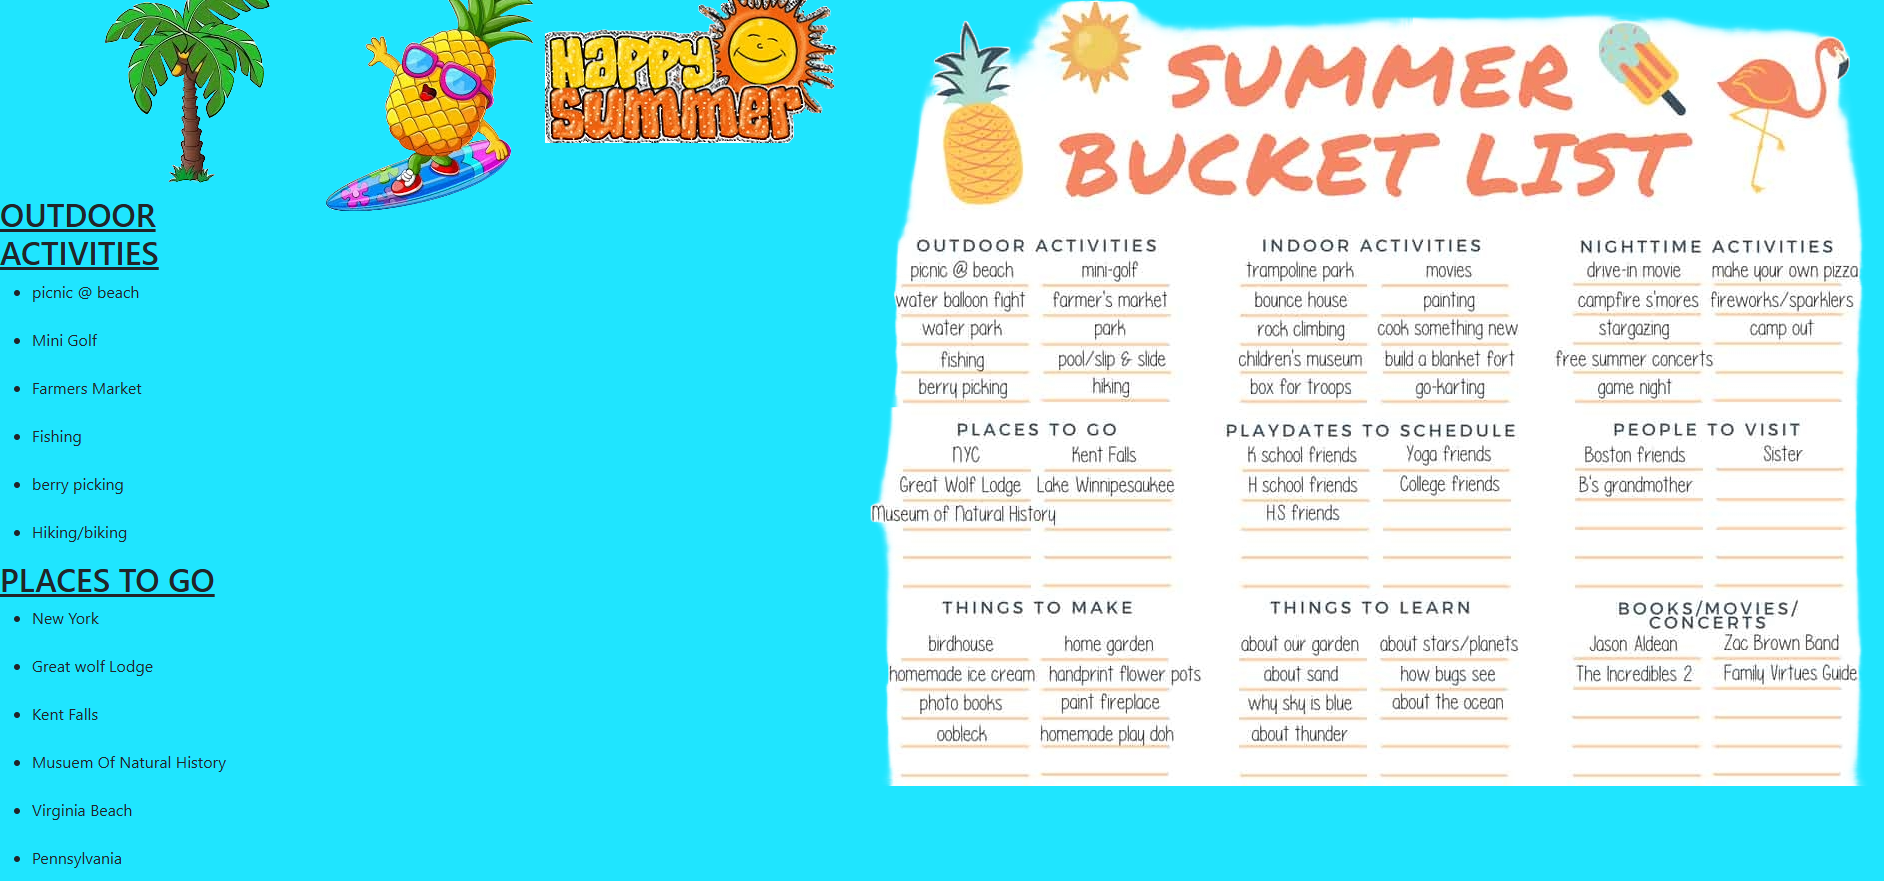 Happy
Summer
OUTDOOR
ACTIVITIES
picnic @ beach
Mini Golf
Farmers Market
Fishing
berry picking
Hiking/biking
PLACES TO GO
New York
Great wolf Lodge
Kent Falls
Musuem Of Natural History
Virginia Beach
Pennsylvania
SUMMER
BUCKET LIST
OUTDOOR ACTIVITIES
picnic @ beach mini-golf
water balloon fight farmer's market
water park park
fishing pool/slip & slide
berry picking hiking
INDOOR ACTIVITIES
trampoline park movies
bounce house painting
rock climbing cook something new
children's museum build a blanket fort
box for troops go-karting
NIGHTTIME ACTIVITIES
drive-in movie make your own pizza
campfire s'mores fireworks/sparklers
stargazing camp out
free summer concerts
game night
PLACES TO GO
NYC Kent Falls
Great Wolf Lodge Lake Winnipesaukee
Museum of Natural History
PLAYDATES TO SCHEDULE
K school friends Yoga friends
H school friends College friends
HS friends
PEOPLE TO VISIT
Boston friends Sister
B's grandmother
THINGS TO MAKE
birdhouse home garden
homemade ice cream handprint flower pots
photo books paint fireplace
oobleck homemade play doh
THINGS TO LEARN
about our garden about stars/planets
about sand how bugs see
why sky is blue about the ocean
about thunder
BOOKS/MOVIES/
CONCERTS
Jason Aldean Zac Brown Band
The Incredibles 2 Family Virtues Guide